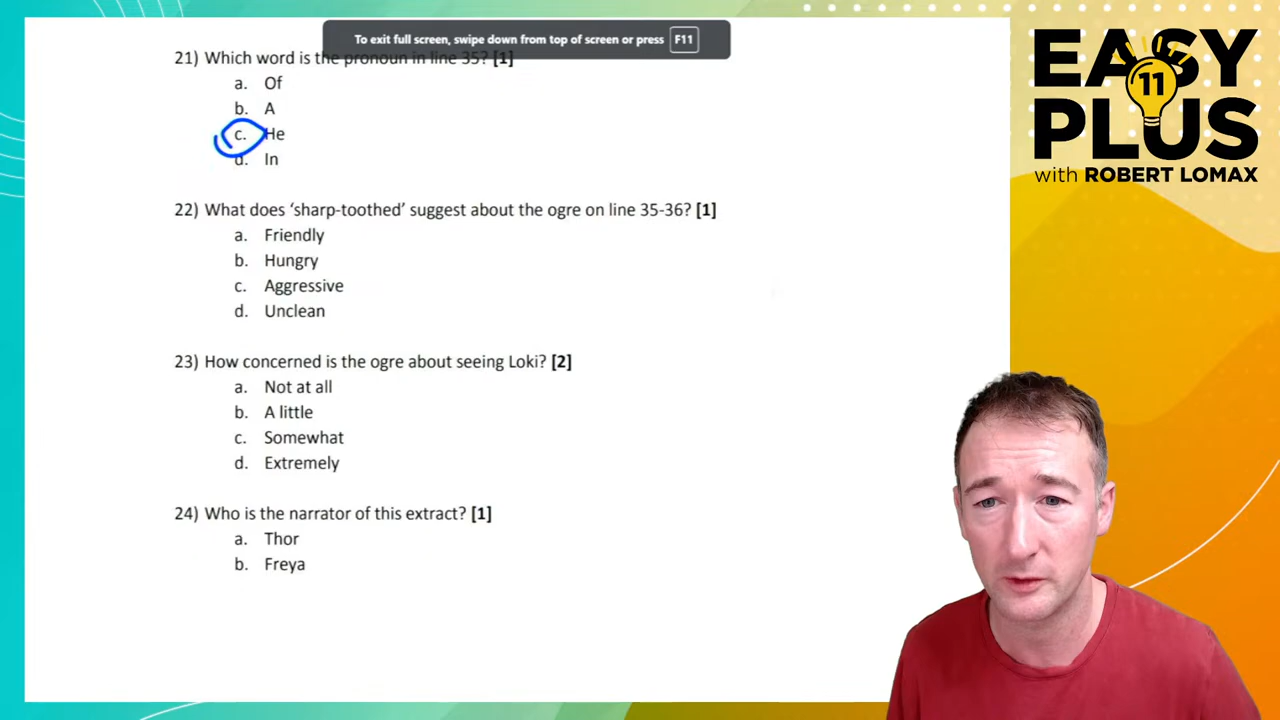 To exit full screen, swipe down from top of screen or press F11
21) Which word is the pronoun in line 35? [1]
a. Of
b. A
c. He
d. In
22) What does ‘sharp-toothed’ suggest about the ogre on line 35-36? [1]
a. Friendly
b. Hungry
c. Aggressive
d. Unclean
23) How concerned is the ogre about seeing Loki? [2]
a. Not at all
b. A little
c. Somewhat
d. Extremely
24) Who is the narrator of this extract? [1]
a. Thor
b. Freya
EASY
11
PLUS
with ROBERT LOMAX